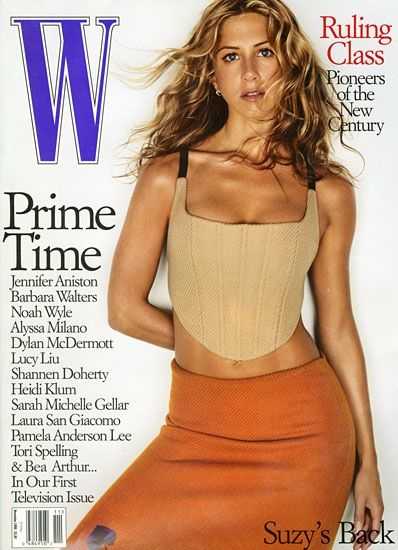 W
Ruling
Class
Pioneers
of the
New
Century
Prime
Time
Jennifer Aniston
Barbara Walters
Noah Wyle
Alyssa Milano
Dylan McDermott
Lucy Liu
Shannen Doherty
Heidi Klum
Sarah Michelle Gellar
Laura San Giacomo
Pamela Anderson Lee
Tori Spelling
& Bea Arthur...
In Our First
Television Issue
Suzy's Back